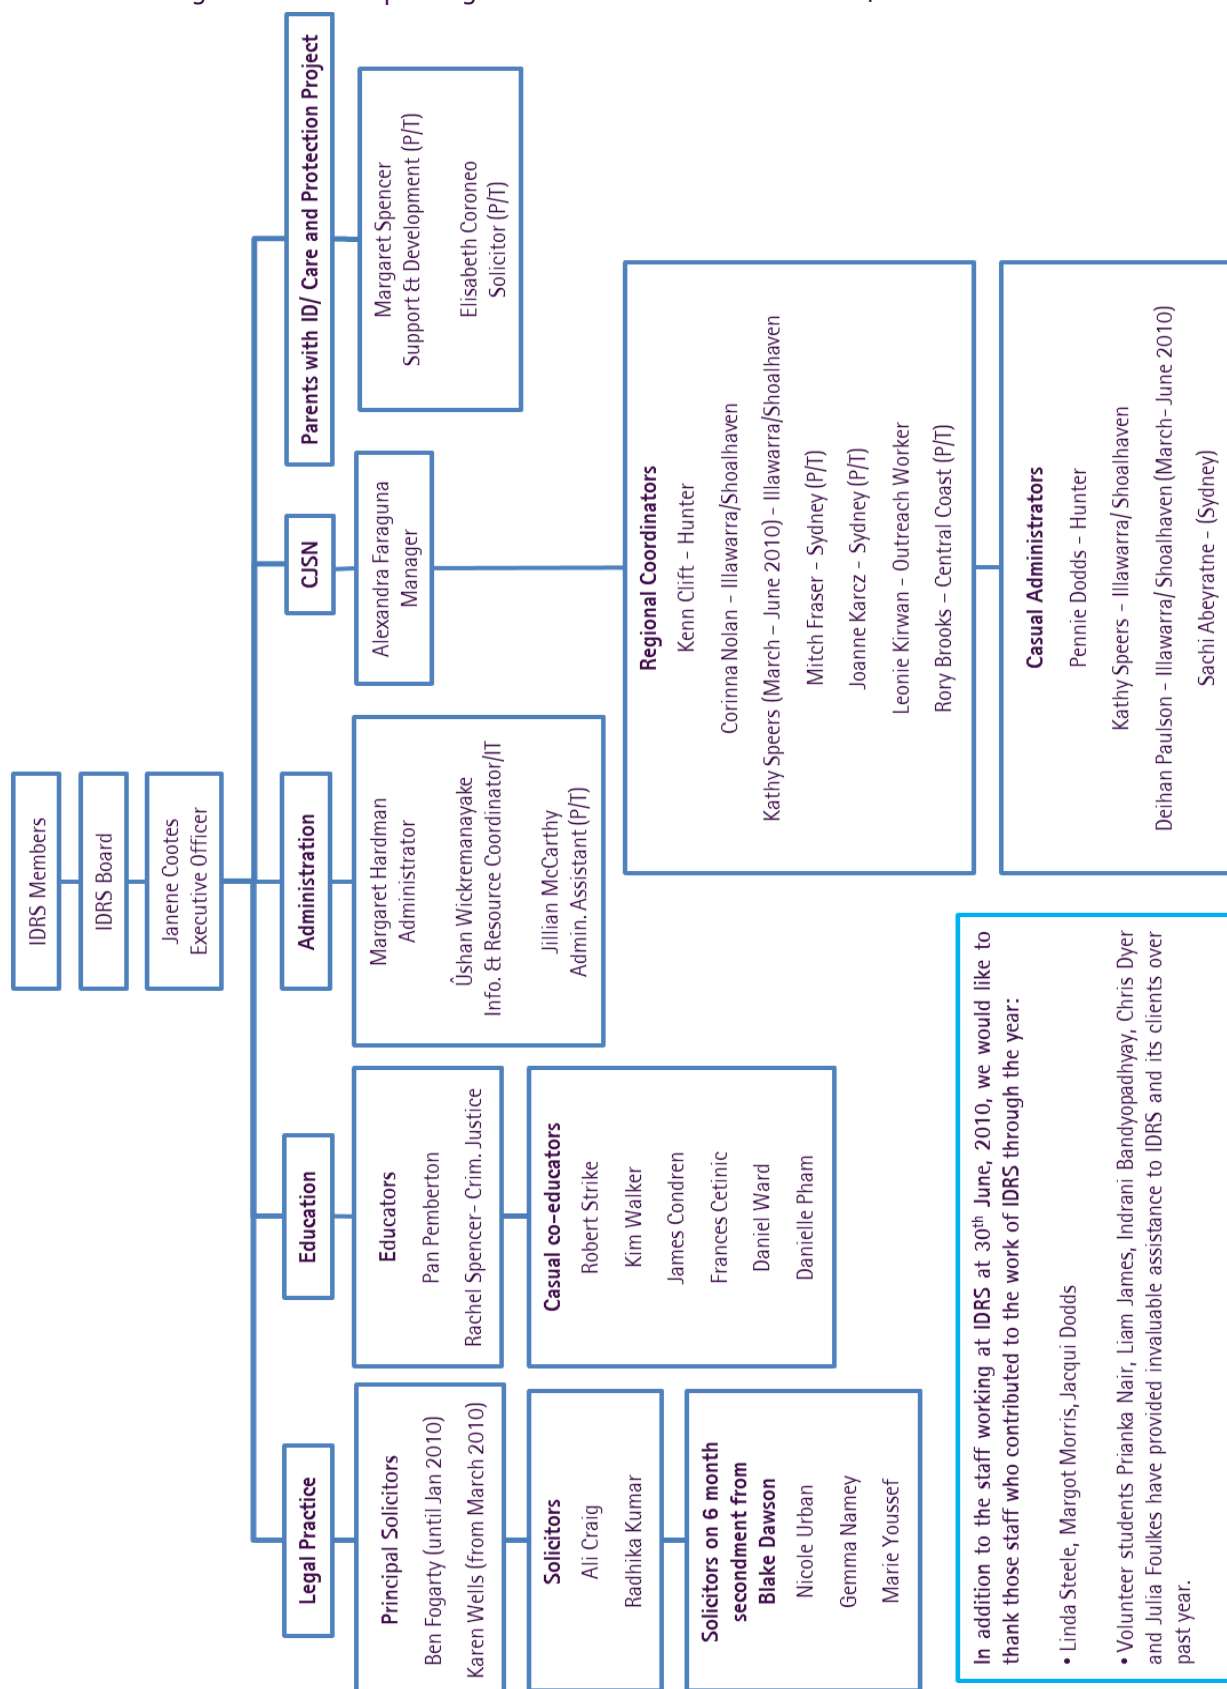 IDRS Members
IDRS Board
Janene Cootes
Executive Officer
Legal Practice
Education
Administration
CJSN
Parents with ID/ Care and Protection Project
Principal Solicitors
Ben Fogarty (until Jan 2010)
Karen Wells (from March 2010)
Solicitors
Ali Craig
Radhika Kumar
Solicitors on 6 month
secondment from
Blake Dawson
Nicole Urban
Gemma Namey
Marie Youssef
Educators
Pan Pemberton
Rachel Spencer- Crim. Justice
Casual co-educators
Robert Strike
Kim Walker
James Condren
Frances Cetinic
Daniel Ward
Danielle Pham
Margaret Hardman
Administrator
Ûshan Wickremanayake
Info. & Resource Coordinator/IT
Jillian McCarthy
Admin. Assistant (P/T)
Alexandra Faraguna
Manager
Regional Coordinators
Kenn Clift - Hunter
Corinna Nolan - Illawarra/Shoalhaven
Kathy Speers (March – June 2010) - Illawarra/Shoalhaven
Mitch Fraser - Sydney (P/T)
Joanne Karcz - Sydney (P/T)
Leonie Kirwan - Outreach Worker
Rory Brooks – Central Coast (P/T)
Casual Administrators
Pennie Dodds - Hunter
Kathy Speers - Illawarra/ Shoalhaven
Deihan Paulson - Illawarra/ Shoalhaven (March- June 2010)
Sachi Abeyratne - (Sydney)
Margaret Spencer
Support & Development (P/T)
Elisabeth Coroneo
Solicitor (P/T)
In addition to the staff working at IDRS at 30th June, 2010, we would like to
thank those staff who contributed to the work of IDRS through the year:
• Linda Steele, Margot Morris, Jacqui Dodds
• Volunteer students Prianka Nair, Liam James, Indrani Bandyopadhyay, Chris Dyer
and Julia Foulkes have provided invaluable assistance to IDRS and its clients over
past year.